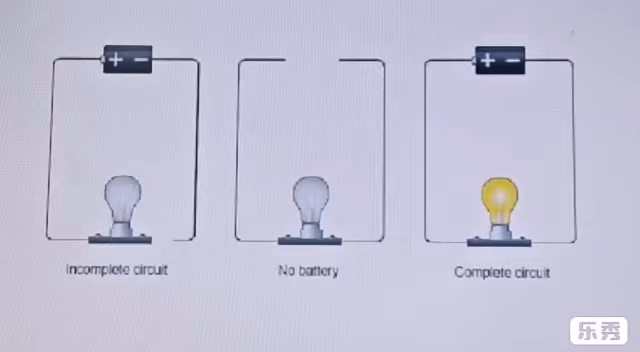 + −
+ −
Incomplete circuit
No battery
Complete circuit
乐秀